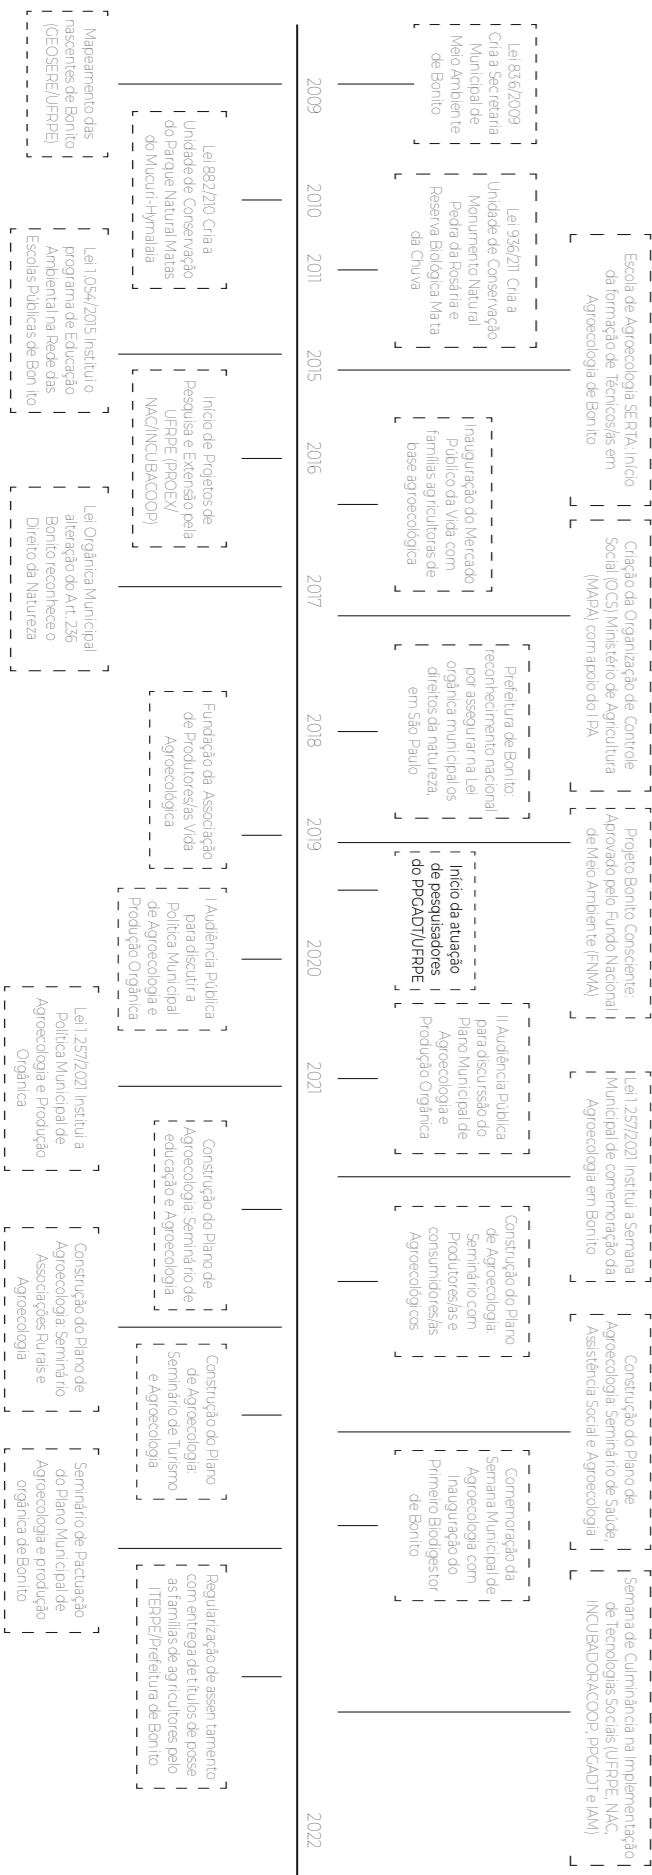 Escola de Agroecologia SERTA: Início
da formação de Técnicos/as em
Agroecologia de Bonito
Criação da Organização de Controle
Social (OCS) Ministério de Agricultura
(MAPA) com apoio do IPA
Projeto Bonito Consciente:
Aprovado pelo Fundo Nacional
de Meio Ambiente (FNMA)
Lei 1.257/2021 Institui a Semana
Municipal de comemoração da
Agroecologia em Bonito
Construção do Plano de
Agroecologia: Seminário de Saúde,
Assistência Social e Agroecologia
Semana de Culminância na Implementação
de Tecnologias Sociais (UFRPE, NAC,
INCUBADORACOOP, PPGADT e IAM)
Lei 836/2009
Cria a Secretaria
Municipal de
Meio Ambiente
de Bonito
Lei 936/211 Cria a
Unidade de Conservação
Monumento Natural
Pedra da Rosária e
Reserva Biológica Mata
da Chuva
Inauguração do Mercado
Público da Vida com
famílias agricultoras de
base agroecológica
Prefeitura de Bonito:
reconhecimento nacional
por assegurar na Lei
orgânica municipal os
direitos da natureza,
em São Paulo
Início da atuação
de pesquisadores
do PPGADT/UFRPE
II Audiência Pública
para discurssão do
Plano Municipal de
Agroecologia e
Produção Orgânica
Construção do Plano
de Agroecologia:
Seminário com
Produtores/as e
consumidores/as
Agroecológicos
Comemoração da
Semana Municipal de
Agroecologia com
Inauguração do
Primeiro Biodigestor
de Bonito
2009
2010
2011
2015
2016
2017
2018
2019
2020
2021
2022
Lei 882/210 Cria a
Unidade de Conservação
do Parque Natural Matas
do Mucuri-Hymalaia
Início de Projetos de
Pesquisa e Extensão pela
UFRPE (PROEX/
NAC/INCUBACOOP)
Fundação da Associação
de Produtores/as Vida
Agroecológica
I Audiência Pública
para discutir a
Política Municipal
de Agroecologia e
Produção Orgânica
Construção do Plano de
Agroecologia: Seminário de
educação e Agroecologia
Construção do Plano
de Agroecologia:
Seminário de Turismo
e Agroecologia
Regularização de assentamento
com entrega de títulos de posse
as famílias de agricultores pelo
ITERPE/Prefeitura de Bonito
Mapeamento das
nascentes de Bonito
(GEOSERE/UFRPE)
Lei 1.054/2015 Institui o
programa de Educação
Ambiental na Rede das
Escolas Públicas de Bonito
Lei Orgânica Municipal
alteração do Art. 236
Bonito reconhece o
Direito da Natureza
Lei 1.257/2021 Institui a
Política Municipal de
Agroecologia e Produção
Orgânica
Construção do Plano de
Agroecologia: Seminário
Associações Rurais e
Agroecologia
Seminário de Pactuação
do Plano Municipal de
Agroecologia e produção
orgânica de Bonito